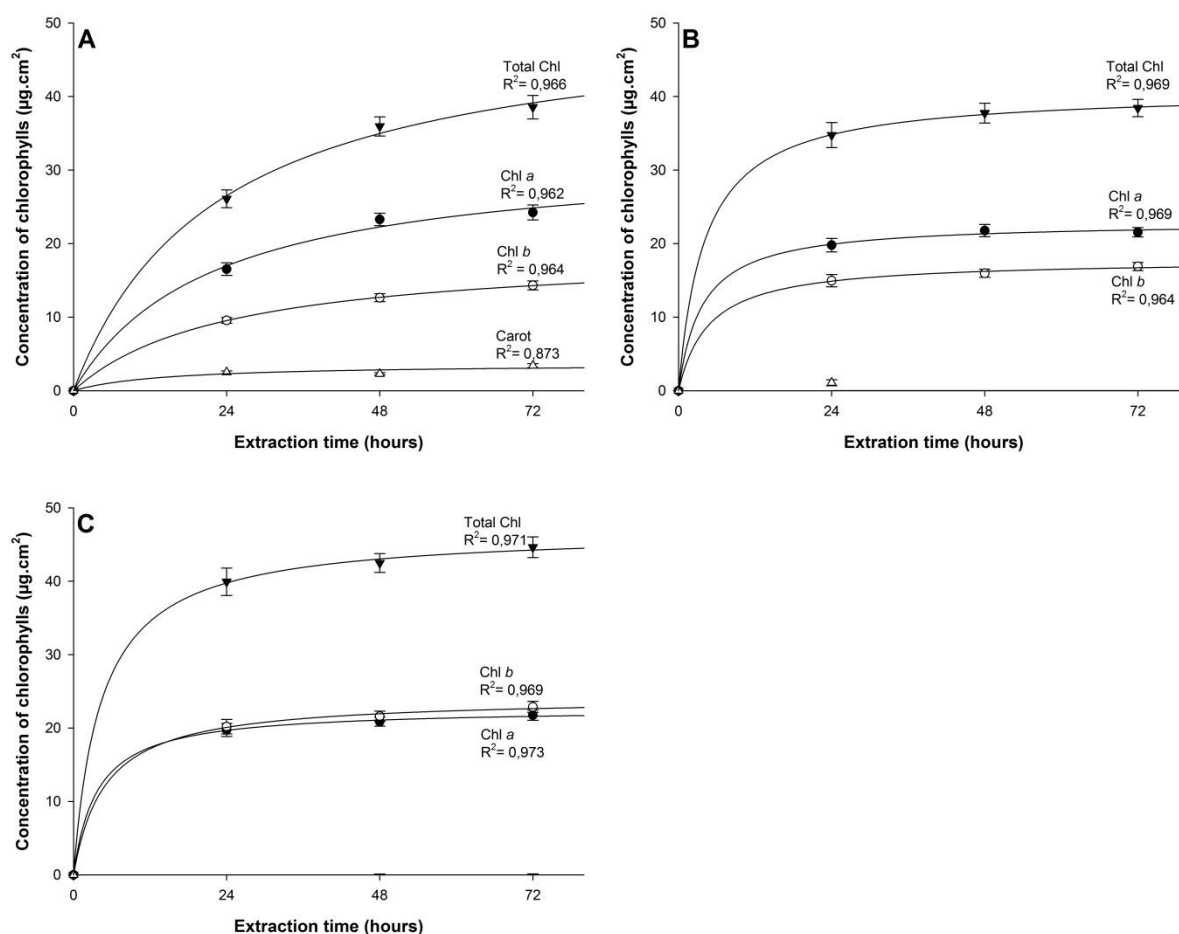 A
Concentration of chlorophylls (µg.cm²)
50
40
30
20
10
0
Total Chl
R²= 0,966
Chl a
R²= 0,962
Chl b
R² = 0,964
Carot
R²= 0,873
0 24 48 72
Extraction time (hours)
B
Concentration of chlorophylls (µg.cm²)
50
40
30
20
10
0
Total Chl
R²= 0,969
Chl a
R²= 0,969
Chl b
R²= 0,964
0 24 48 72
Extration time (hours)
C
Concentration of chlorophylls (µg.cm²)
50
40
30
20
10
0
Total Chl
R²= 0,971
Chl b
R²= 0,969
Chl a
R²= 0,973
0 24 48 72
Extraction time (hours)